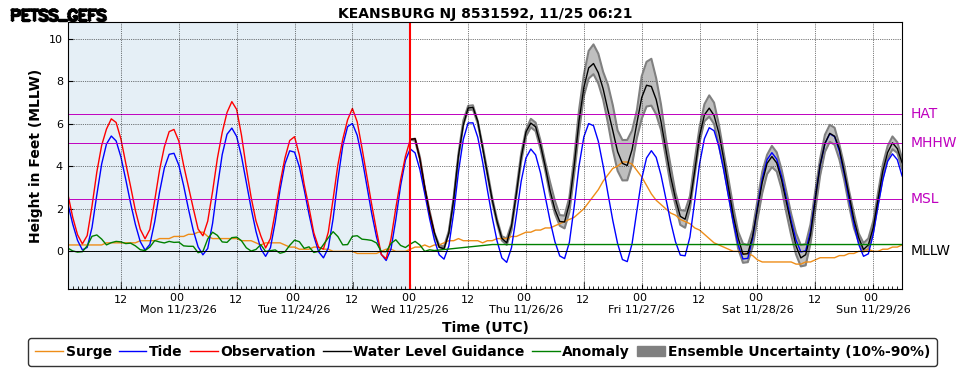 PETSS_GEFS
KEANSBURG NJ 8531592, 11/25 06:21
Height in Feet (MLLW)
10
8
6
4
2
0
HAT
MHHW
MSL
MLLW
12 00 12 00 12 00 12 00 12 00 12 00 12 00
Mon 11/23/26 Tue 11/24/26 Wed 11/25/26 Thu 11/26/26 Fri 11/27/26 Sat 11/28/26 Sun 11/29/26
Time (UTC)
Surge Tide Observation Water Level Guidance Anomaly Ensemble Uncertainty (10%-90%)